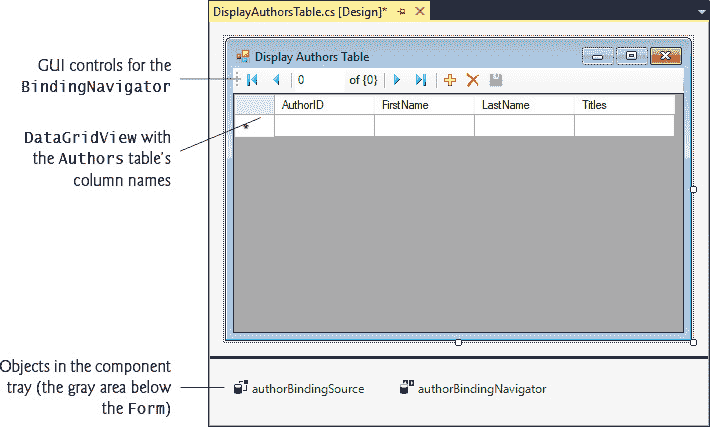 DisplayAuthorsTable.cs [Design]*
GUI controls for the
BindingNavigator
Display Authors Table
0 of {0}
DataGridView with
the Authors table's
column names
AuthorID FirstName LastName Titles
*
Objects in the component
tray (the gray area below
the Form)
authorBindingSource authorBindingNavigator